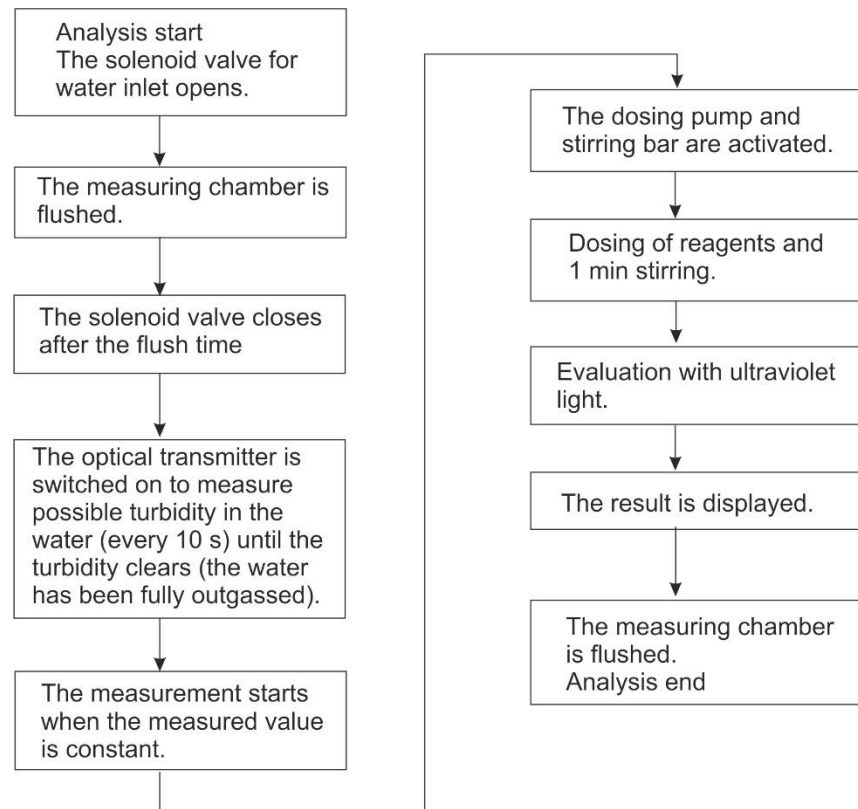 Analysis start
The solenoid valve for
water inlet opens.
The measuring chamber is
flushed.
The solenoid valve closes
after the flush time
The optical transmitter is
switched on to measure
possible turbidity in the
water (every 10 s) until the
turbidity clears (the water
has been fully outgassed).
The measurement starts
when the measured value
is constant.
The dosing pump and
stirring bar are activated.
Dosing of reagents and
1 min stirring.
Evaluation with ultraviolet
light.
The result is displayed.
The measuring chamber
is flushed.
Analysis end